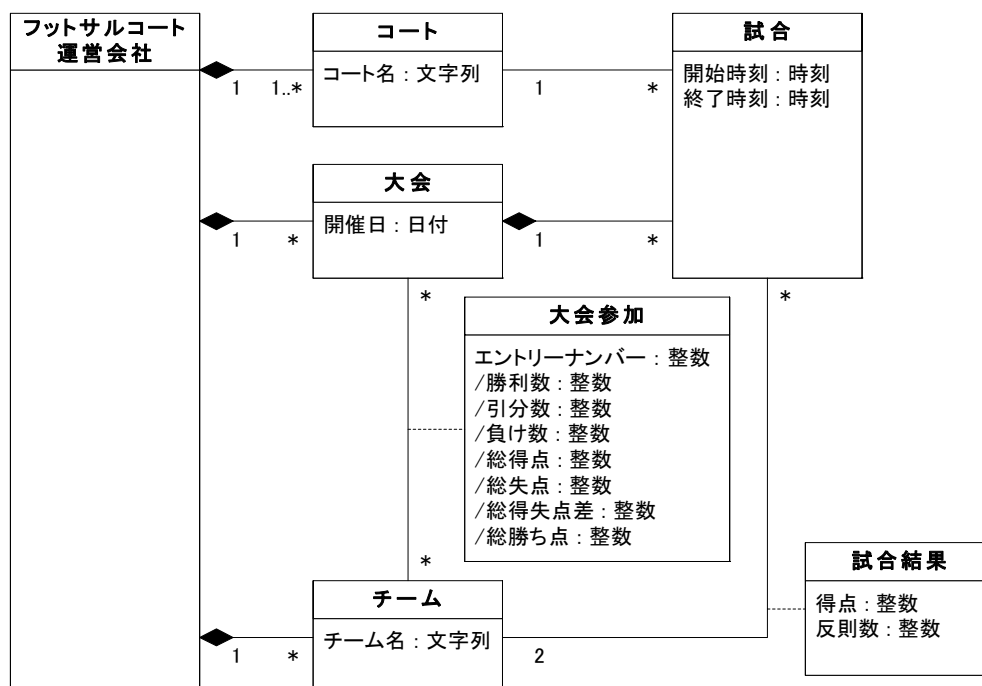 フットサルコート
運営会社
コート
コート名：文字列
試合
開始時刻：時刻
終了時刻：時刻
1
1..*
1
*
大会
開催日：日付
1
*
1
*
*
*
大会参加
エントリーナンバー：整数
/勝利数：整数
/引分数：整数
/負け数：整数
/総得点：整数
/総失点：整数
/総得失点差：整数
/総勝ち点：整数
*
チーム
チーム名：文字列
1
*
2
試合結果
得点：整数
反則数：整数